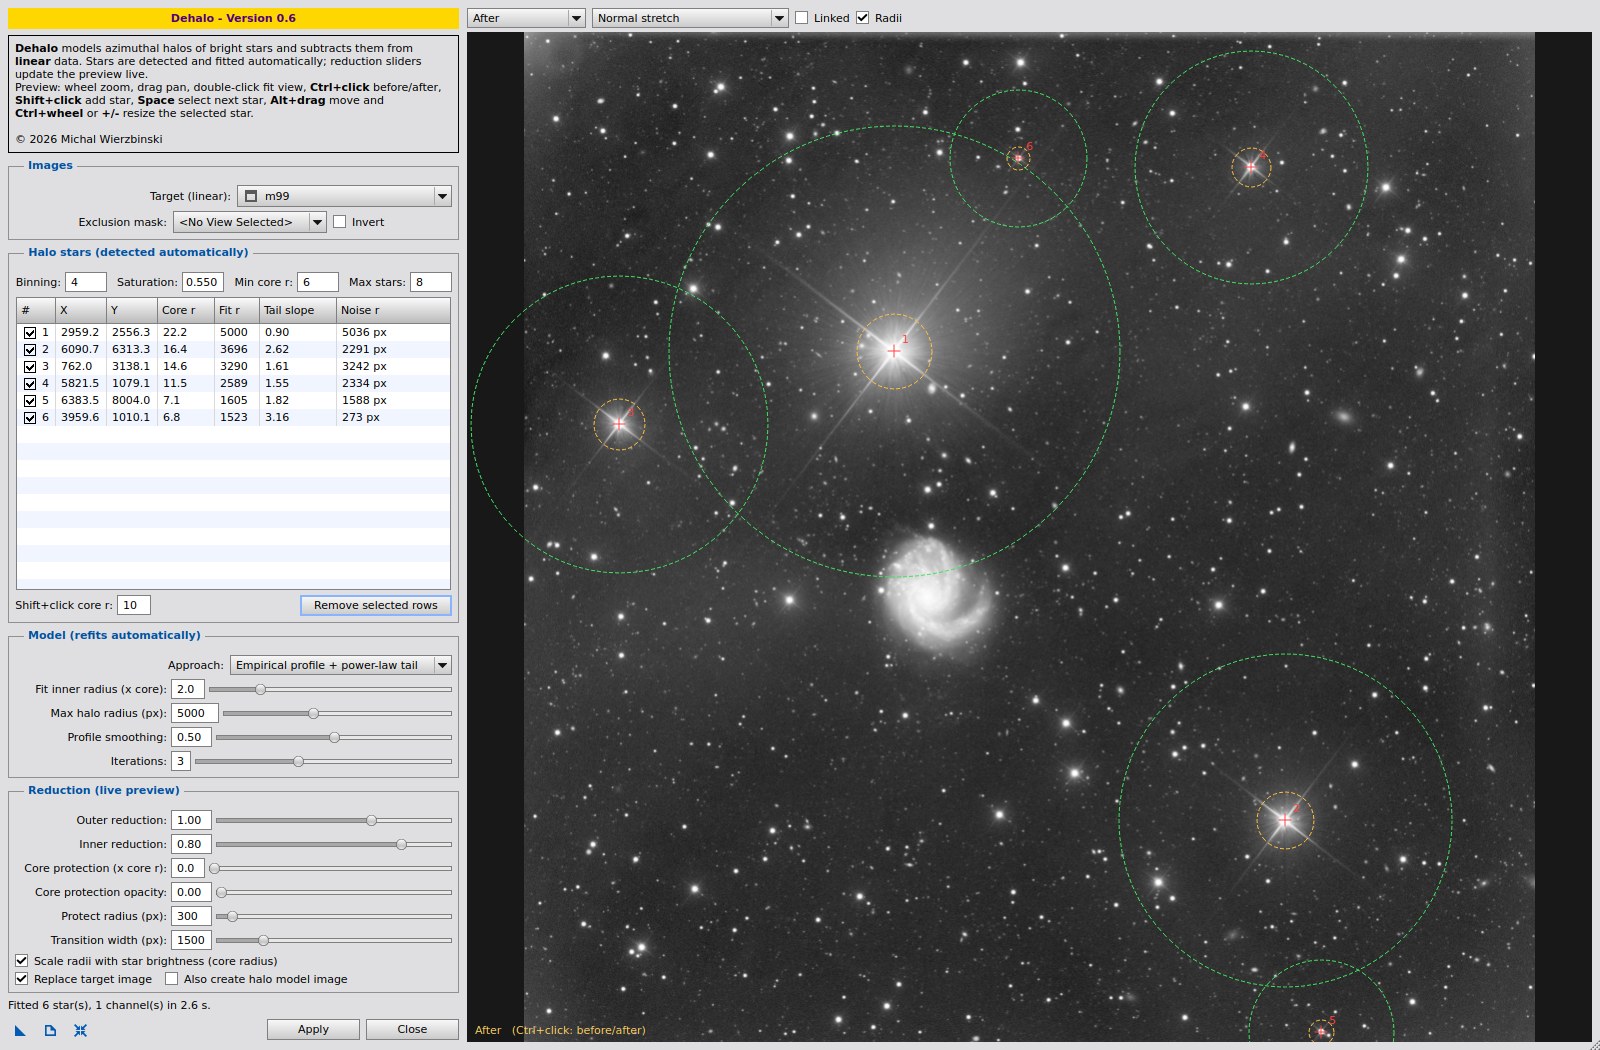 Dehalo - Version 0.6
Dehalo models azimuthal halos of bright stars and subtracts them from
linear data. Stars are detected and fitted automatically; reduction sliders
update the preview live.
Preview: wheel zoom, drag pan, double-click fit view, Ctrl+click before/after,
Shift+click add star, Space select next star, Alt+drag move and
Ctrl+wheel or +/- resize the selected star.
© 2026 Michal Wierzbinski
Images
Target (linear): m99
Exclusion mask: <No View Selected> Invert
Halo stars (detected automatically)
Binning: 4 Saturation: 0.550 Min core r: 6 Max stars: 8
# X Y Core r Fit r Tail slope Noise r
1 2959.2 2556.3 22.2 5000 0.90 5036 px
2 6090.7 6313.3 16.4 3696 2.62 2291 px
3 762.0 3138.1 14.6 3290 1.61 3242 px
4 5821.5 1079.1 11.5 2589 1.55 2334 px
5 6383.5 8004.0 7.1 1605 1.82 1588 px
6 3959.6 1010.1 6.8 1523 3.16 273 px
Shift+click core r: 10 Remove selected rows
Model (refits automatically)
Approach: Empirical profile + power-law tail
Fit inner radius (x core): 2.0
Max halo radius (px): 5000
Profile smoothing: 0.50
Iterations: 3
Reduction (live preview)
Outer reduction: 1.00
Inner reduction: 0.80
Core protection (x core r): 0.0
Core protection opacity: 0.00
Protect radius (px): 300
Transition width (px): 1500
Scale radii with star brightness (core radius)
Replace target image Also create halo model image
Fitted 6 star(s), 1 channel(s) in 2.6 s.
Apply Close
After Normal stretch Linked Radii
6
1
5
After (Ctrl+click: before/after)